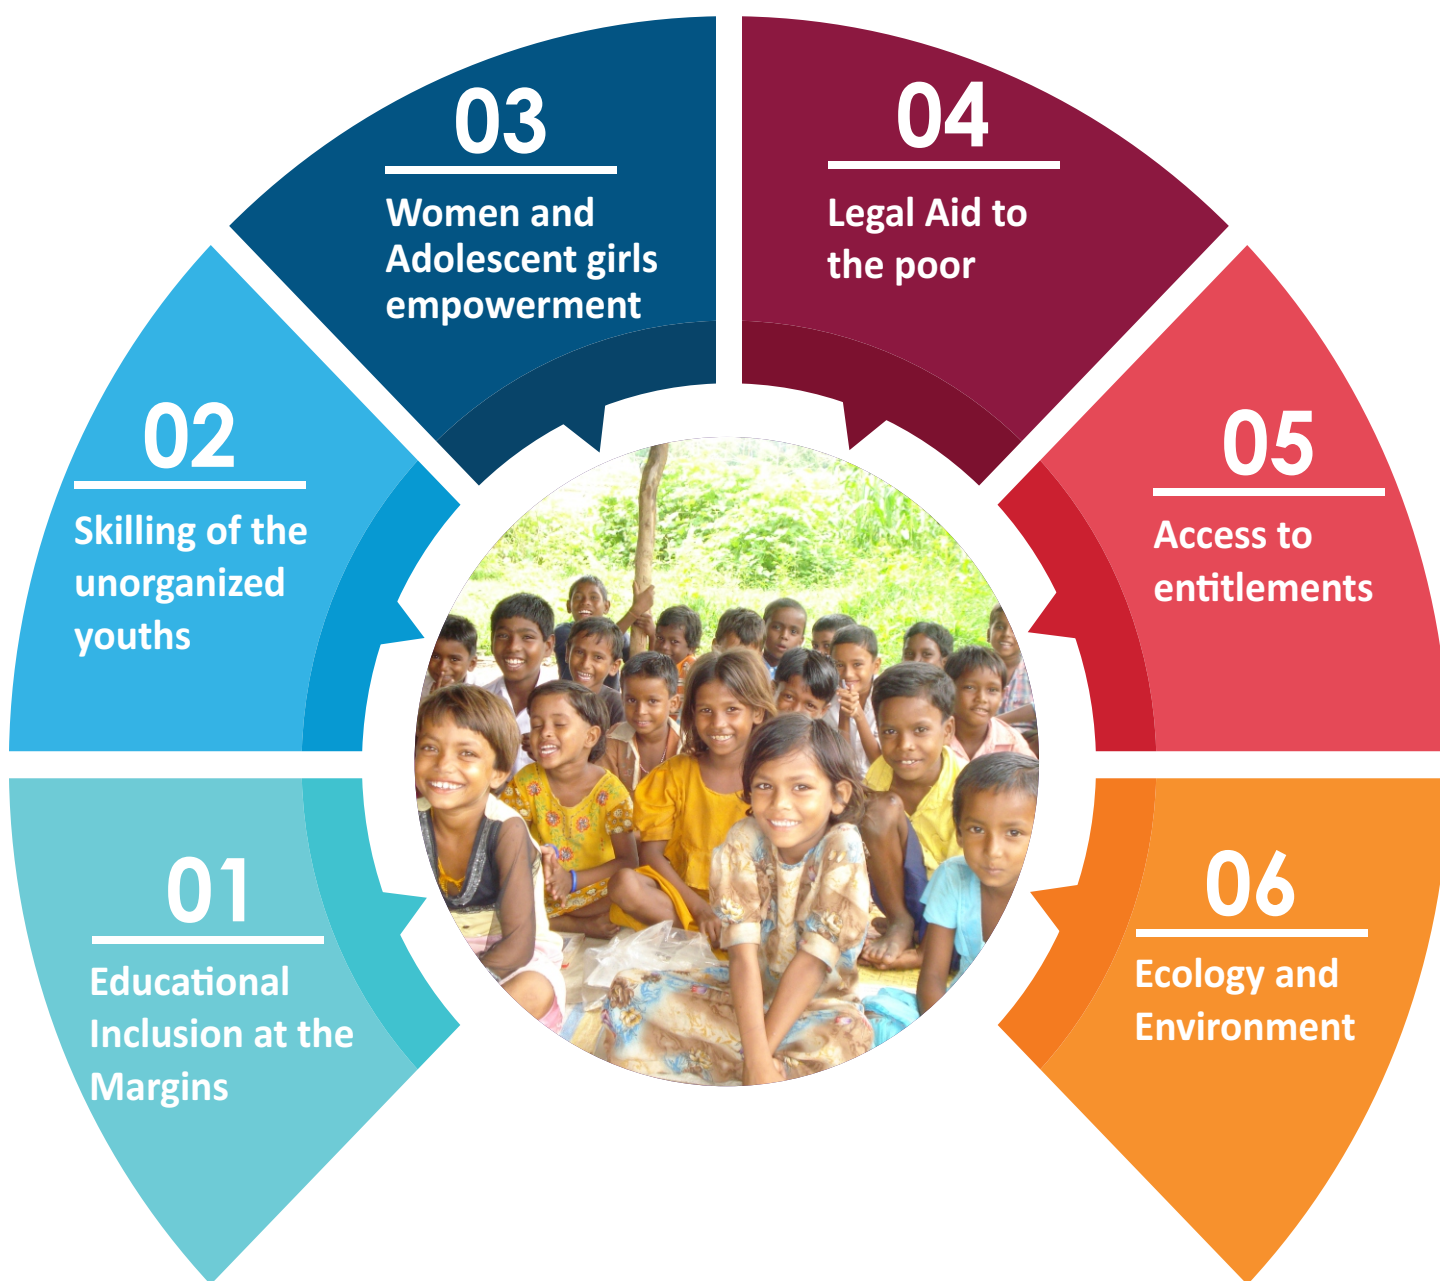 01
Educational
Inclusion at the
Margins
02
Skilling of the
unorganized
youths
03
Women and
Adolescent girls
empowerment
04
Legal Aid to
the poor
05
Access to
entitlements
06
Ecology and
Environment